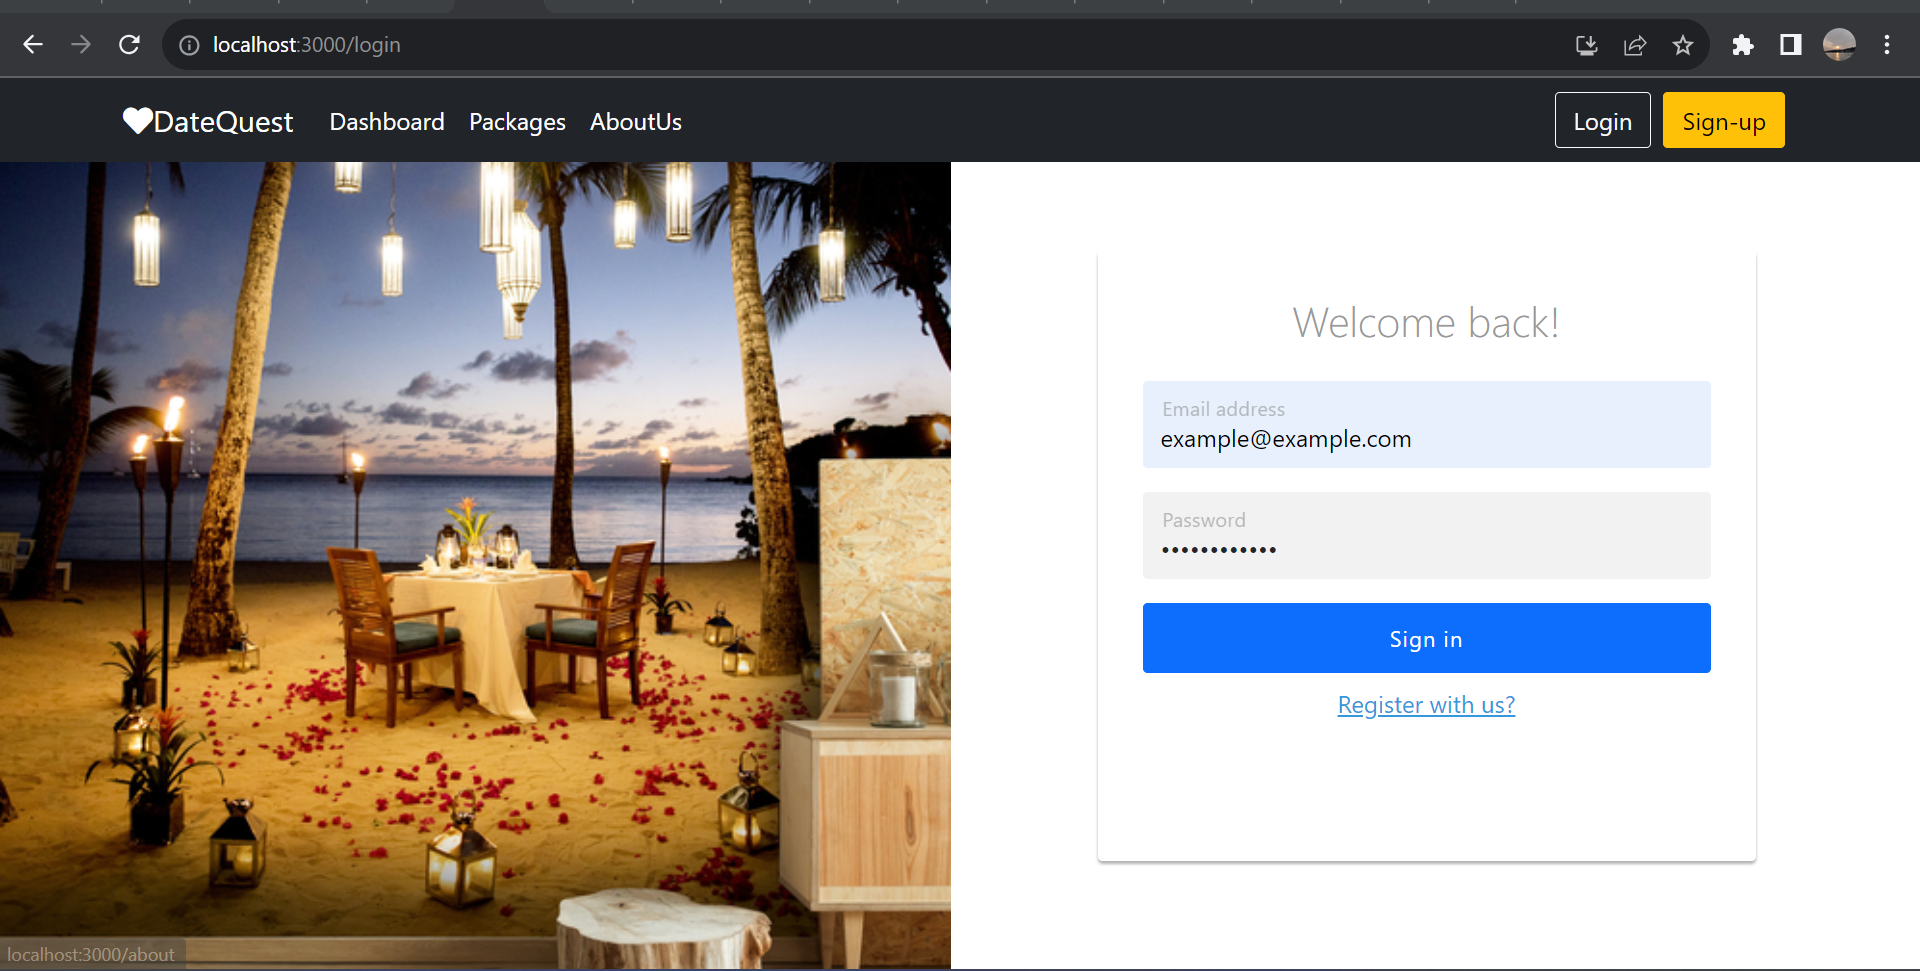 localhost:3000/login
DateQuest Dashboard Packages AboutUs Login Sign-up
Welcome back!
Email address
example@example.com
Password
••••••••••••
Sign in
Register with us?
localhost:3000/about